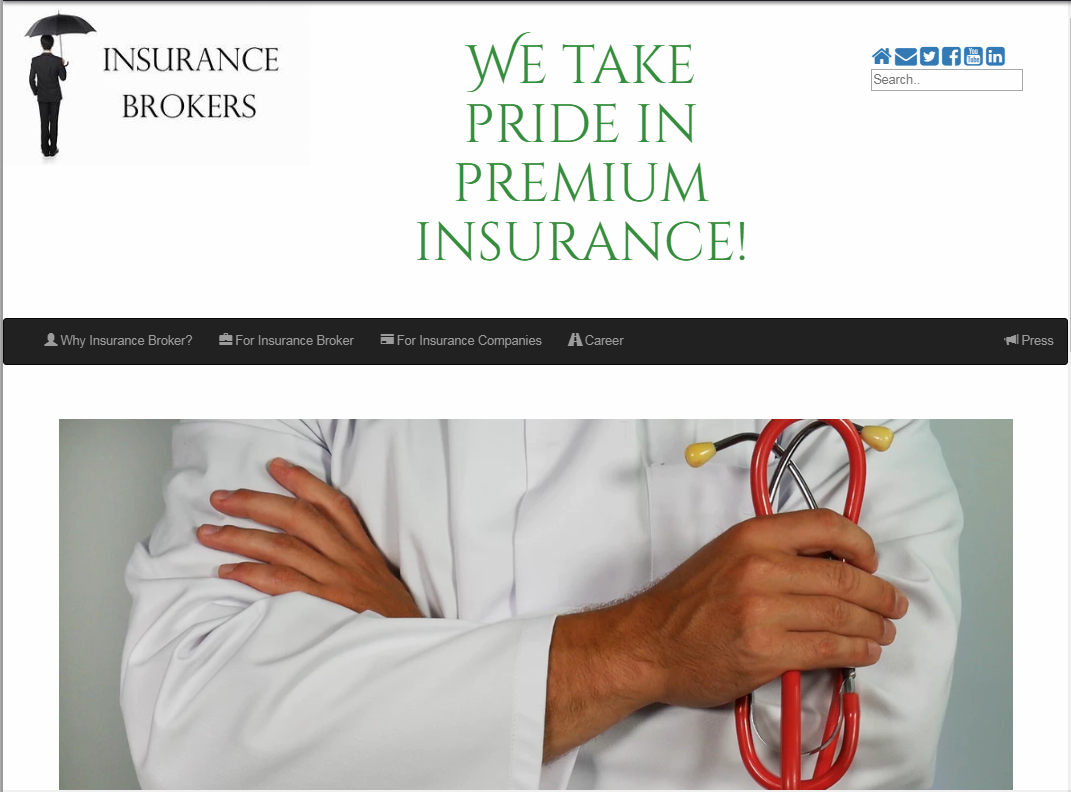 INSURANCE
BROKERS
WE TAKE
PRIDE IN
PREMIUM
INSURANCE!
You
Tube
in
Search..
Why Insurance Broker?
For Insurance Broker
For Insurance Companies
Career
Press